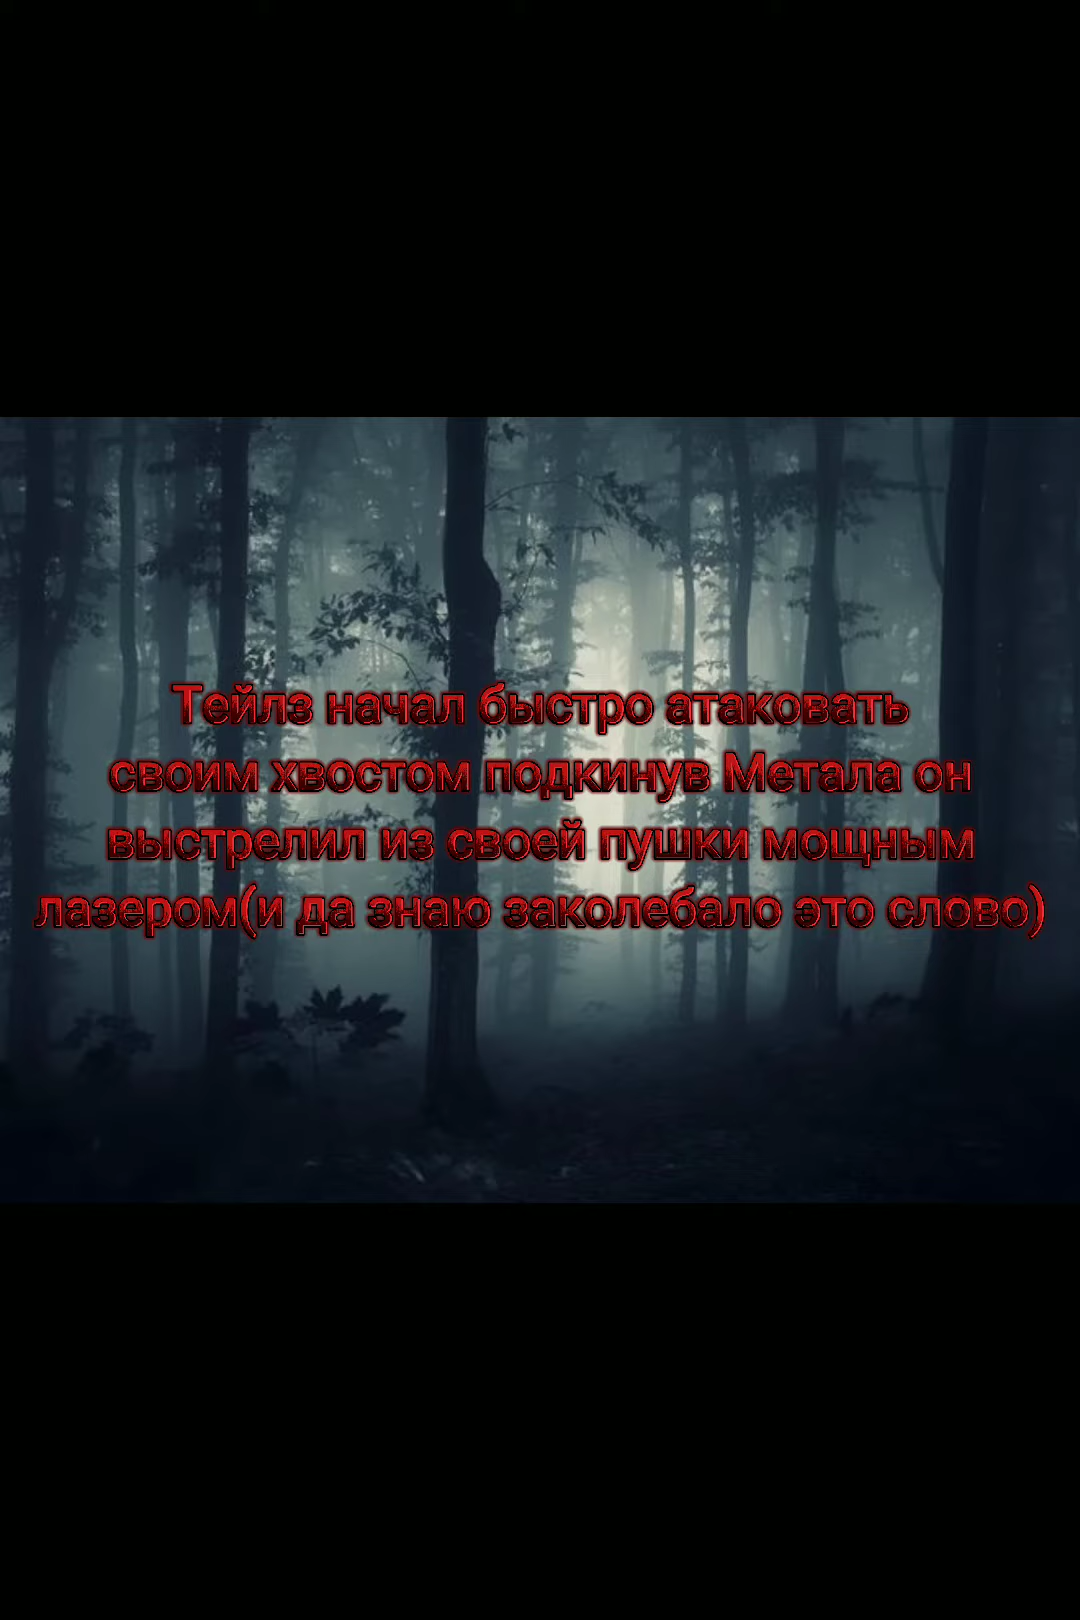 Тейлз начал быстро атаковать
своим хвостом подкинув Метала он
выстрелил из своей пушки мощным
лазером(и да знаю заколебало это слово)